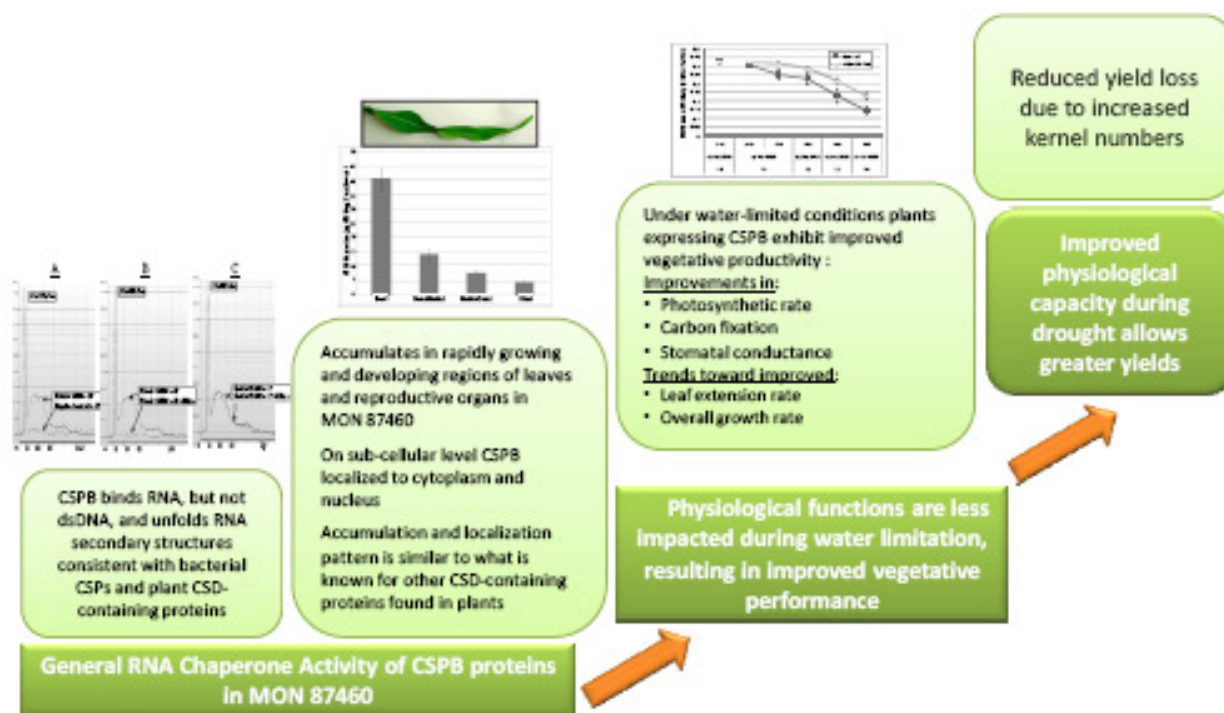 A
B
C
CSPB binds RNA, but not
dsDNA, and unfolds RNA
secondary structures
consistent with bacterial
CSPs and plant CSD-
containing proteins
Accumulates in rapidly growing
and developing regions of leaves
and reproductive organs in
MON 87460
On sub-cellular level CSPB
localized to cytoplasm and
nucleus
Accumulation and localization
pattern is similar to what is
known for other CSD-containing
proteins found in plants
General RNA Chaperone Activity of CSPB proteins
in MON 87460
Under water-limited conditions plants
expressing CSPB exhibit improved
vegetative productivity :
Improvements in:
• Photosynthetic rate
• Carbon fixation
• Stomatal conductance
Trends toward improved:
• Leaf extension rate
• Overall growth rate
Physiological functions are less
impacted during water limitation,
resulting in improved vegetative
performance
Reduced yield loss
due to increased
kernel numbers
Improved
physiological
capacity during
drought allows
greater yields